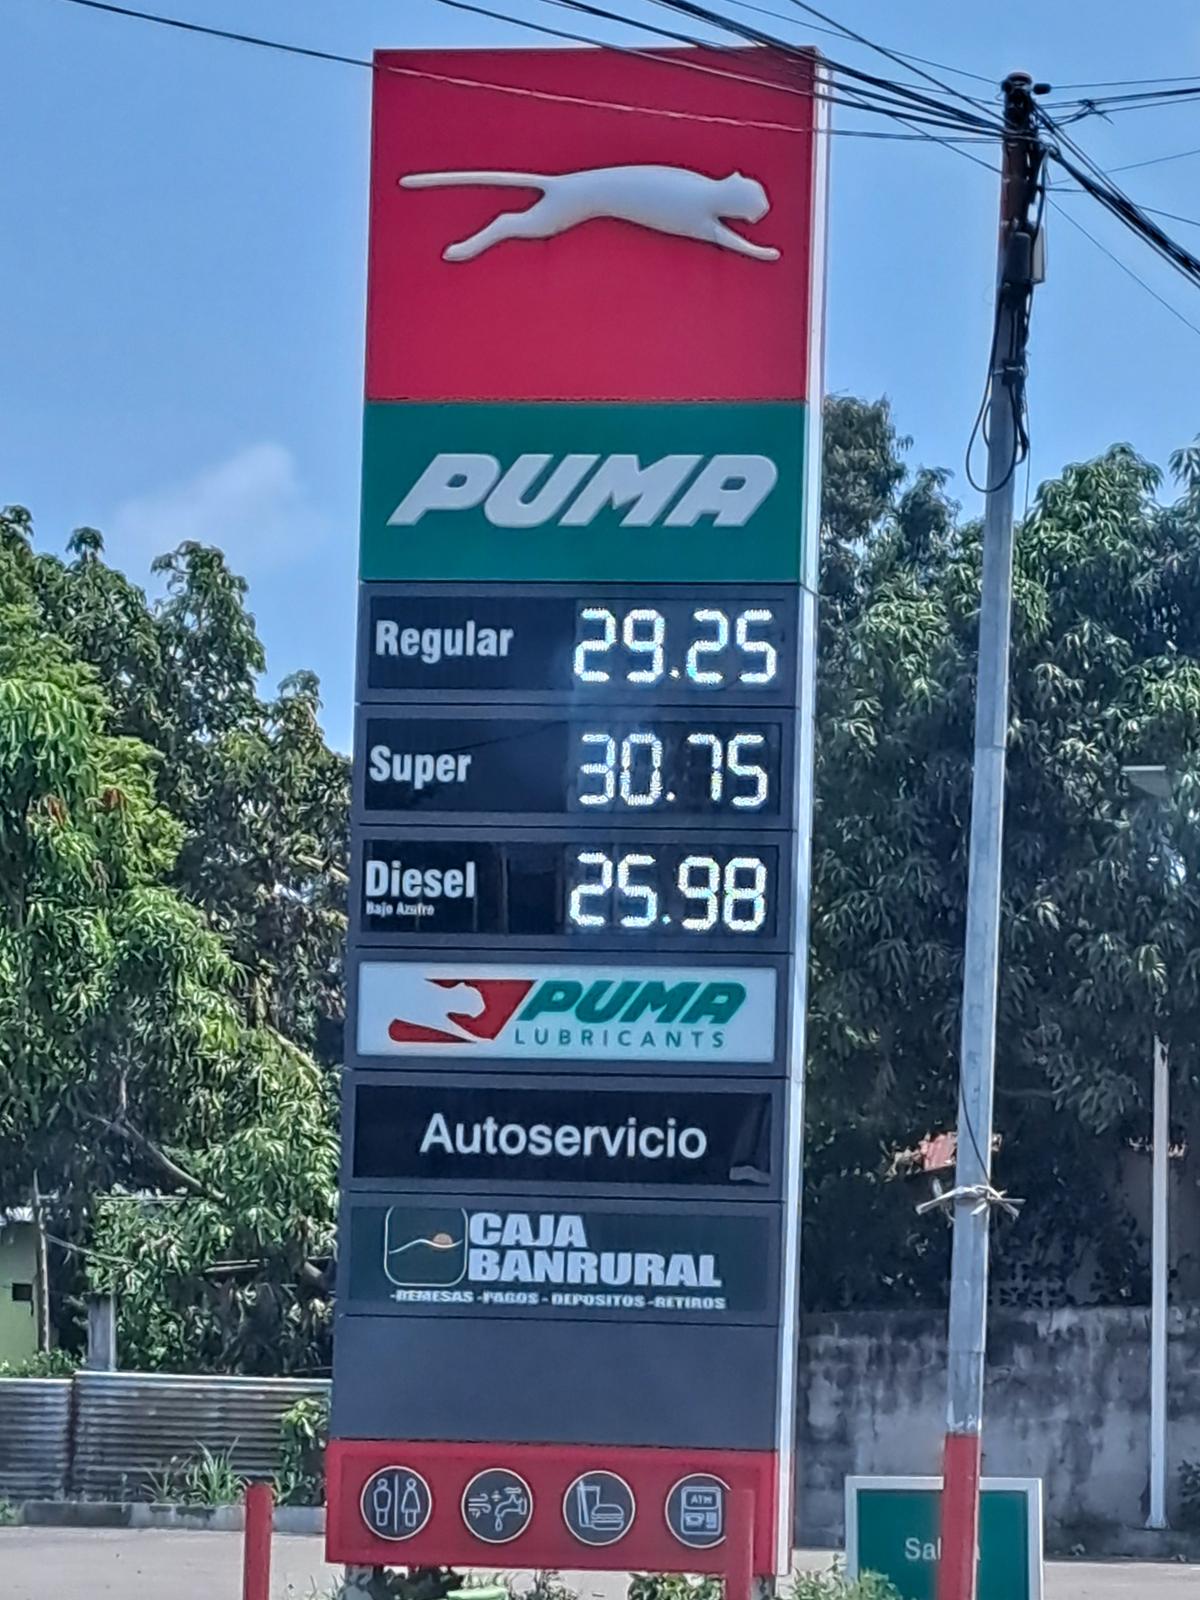 PUMA
Regular 29.25
Super 30.75
Diesel 25.98
Bajo Azufre
PUMA
LUBRICANTS
Autoservicio
CAJA
BANRURAL
-REMESAS -PAGOS - DEPOSITOS -RETIROS
ATM